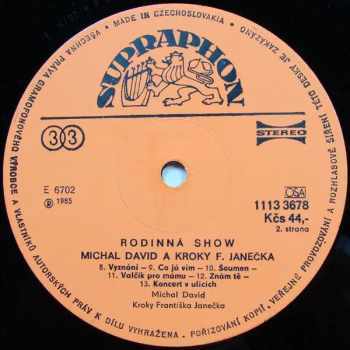 VŠECHNA PRÁVA GRAMOFONOVÉHO VÝROBCE A VLASTNÍKŮ AUTORSKÝCH PRÁV K DÍLU VYHRAŽENA. POŘIZOVÁNÍ KOPIÍ, VEŘEJNÉ PROVOZOVÁNÍ A ROZHLASOVÉ ŠÍŘENÍ TÉTO DESKY JE ZAKÁZÁNO
• MADE IN CZECHOSLOVAKIA •
SUPRAPHON
33
STEREO
E 6702
Ⓟ 1985
OSA
1113 3678
Kčs 44,-
2. strana
RODINNÁ SHOW
MICHAL DAVID A KROKY F. JANEČKA
8. Vyznání – 9. Co já vím – 10. Soumen –
11. Valčík pro mámu – 12. Znám tě –
13. Koncert v ulicích
Michal David
Kroky Františka Janečka